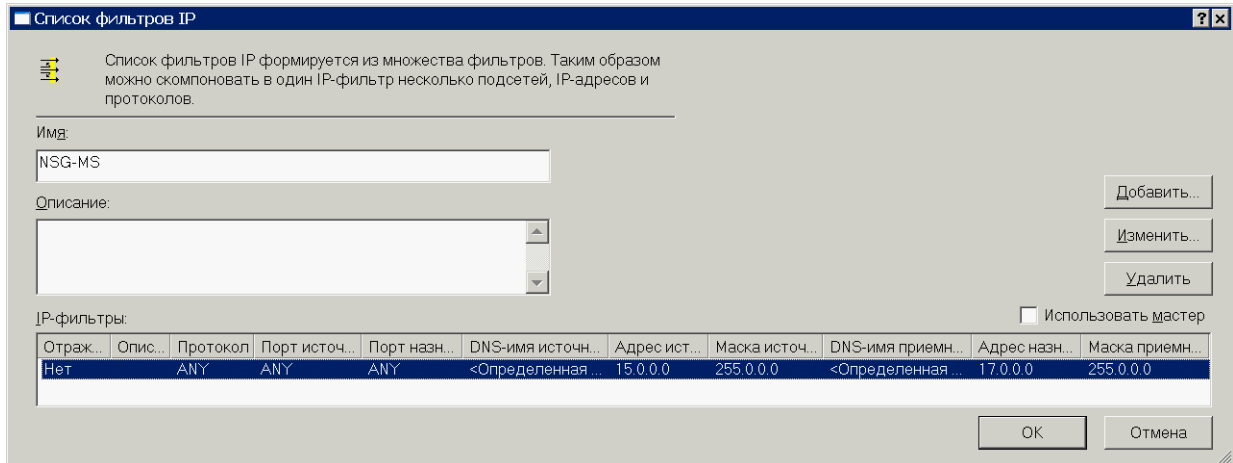 Список фильтров IP
Список фильтров IP формируется из множества фильтров. Таким образом
можно скомпоновать в один IP-фильтр несколько подсетей, IP-адресов и
протоколов.
Имя:
NSG-MS
Добавить...
Описание:
Изменить...
Удалить
IP-фильтры:
Использовать мастер
Отраж... Опис... Протокол Порт источ... Порт назн... DNS-имя источн... Адрес ист... Маска источ... DNS-имя приемн... Адрес назн... Маска приемн...
Нет ANY ANY ANY <Определенная ... 15.0.0.0 255.0.0.0 <Определенная ... 17.0.0.0 255.0.0.0
OK Отмена